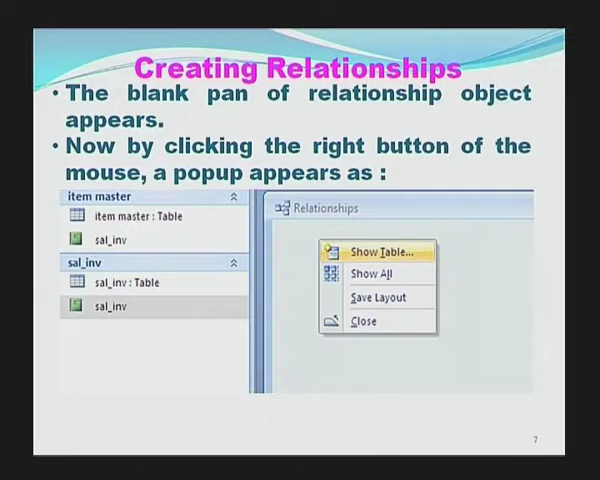 Creating Relationships
• The blank pan of relationship object
appears.
• Now by clicking the right button of the
mouse, a popup appears as :
item master
item master : Table
sal_inv
sal_inv
sal_inv : Table
sal_inv
Relationships
Show Table...
Show All
Save Layout
Close
7